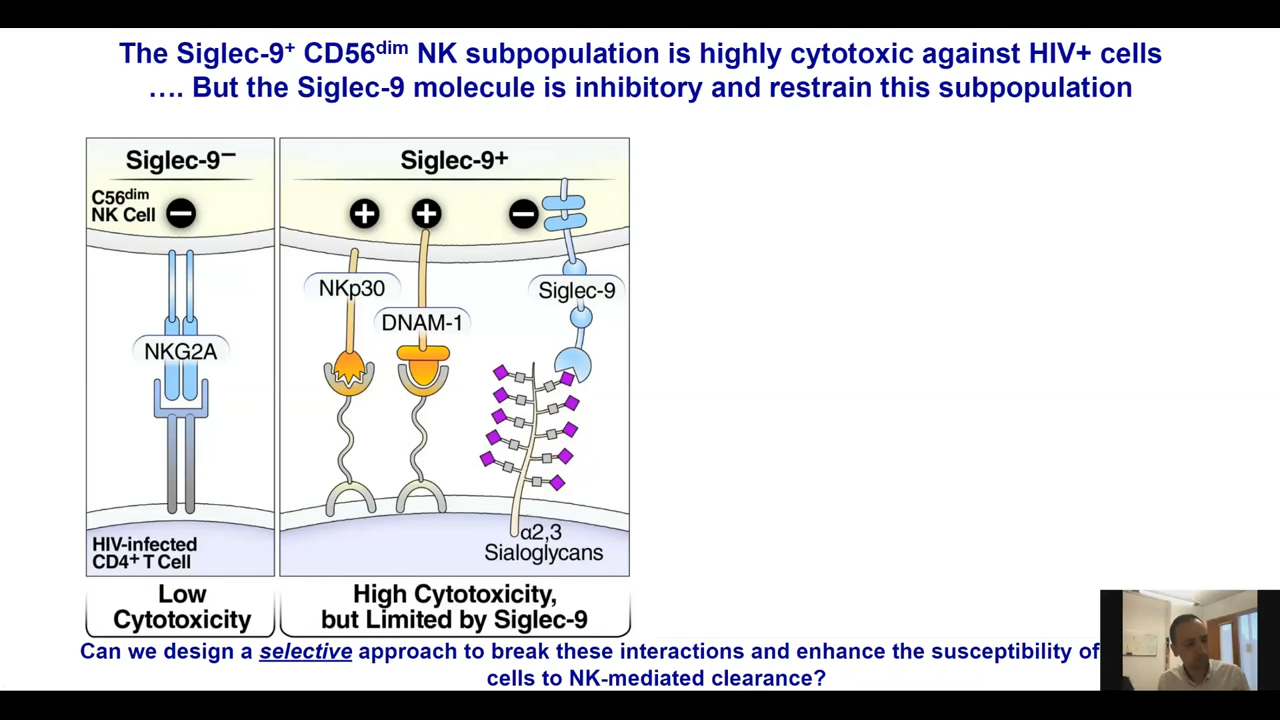 The Siglec-9⁺ CD56ᵈⁱᵐ NK subpopulation is highly cytotoxic against HIV+ cells
…. But the Siglec-9 molecule is inhibitory and restrain this subpopulation
Siglec-9−
C56ᵈⁱᵐ
NK Cell
−
NKG2A
HIV-infected
CD4+ T Cell
Low
Cytotoxicity
Siglec-9+
+ + −
NKp30
Siglec-9
DNAM-1
α2,3
Sialoglycans
High Cytotoxicity,
but Limited by Siglec-9
Can we design a selective approach to break these interactions and enhance the susceptibility of
cells to NK-mediated clearance?